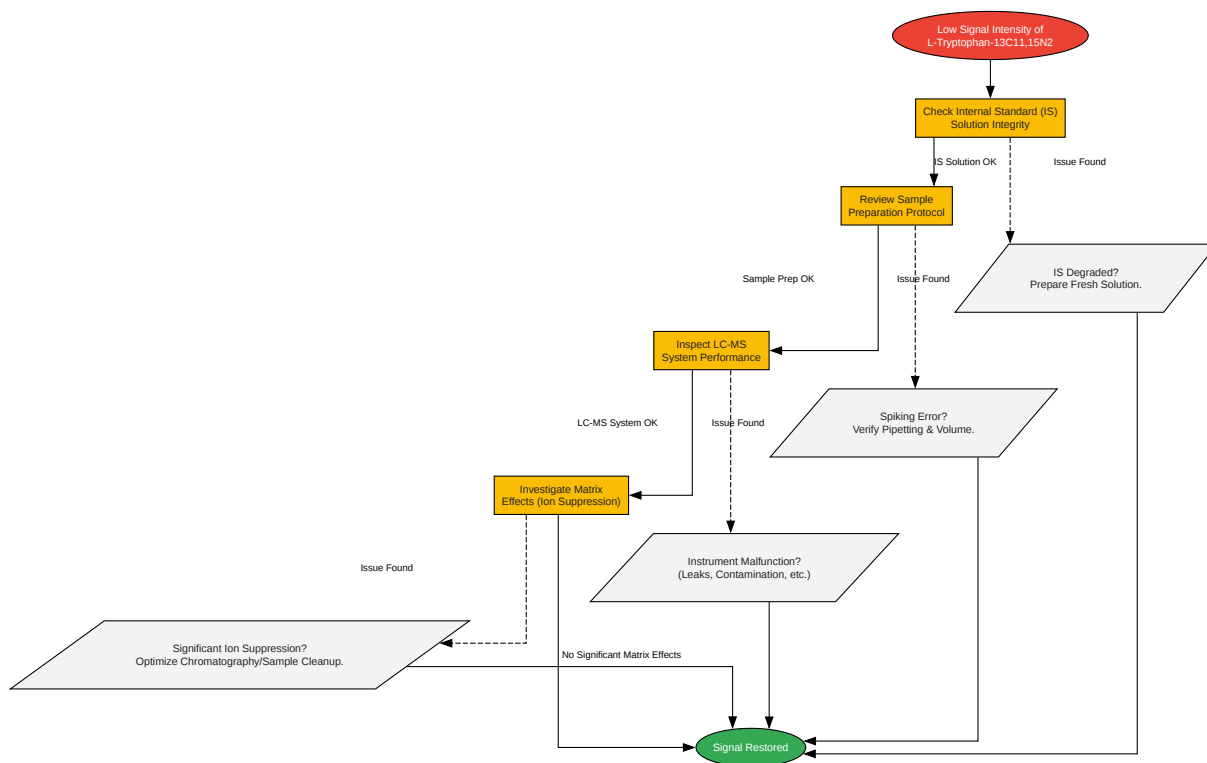 Low Signal Intensity of
L-Tryptophan-13C11,15N2
Check Internal Standard (IS)
Solution Integrity
IS Solution OK
Issue Found
Review Sample
Preparation Protocol
IS Degraded?
Prepare Fresh Solution.
Sample Prep OK
Issue Found
Inspect LC-MS
System Performance
Spiking Error?
Verify Pipetting & Volume.
LC-MS System OK
Issue Found
Investigate Matrix
Effects (Ion Suppression)
Instrument Malfunction?
(Leaks, Contamination, etc.)
Issue Found
Significant Ion Suppression?
Optimize Chromatography/Sample Cleanup.
No Significant Matrix Effects
Signal Restored